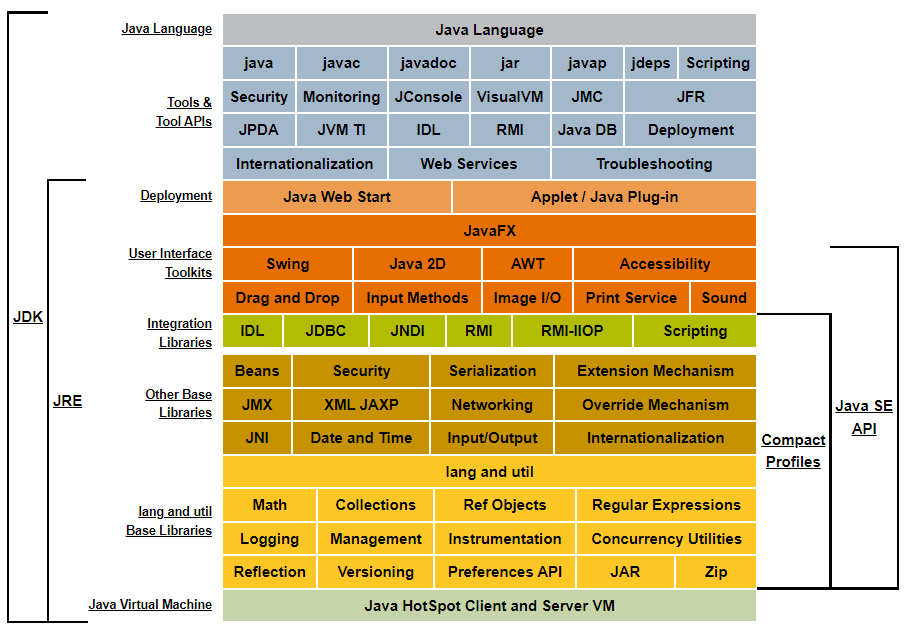 Java Language
Java Language
java javac javadoc jar javap jdeps Scripting
Tools &
Tool APIs
Security Monitoring JConsole VisualVM JMC JFR
JPDA JVM TI IDL RMI Java DB Deployment
Internationalization Web Services Troubleshooting
Deployment
Java Web Start Applet / Java Plug-in
User Interface
Toolkits
JavaFX
Swing Java 2D AWT Accessibility
Drag and Drop Input Methods Image I/O Print Service Sound
Integration
Libraries
IDL JDBC JNDI RMI RMI-IIOP Scripting
Other Base
Libraries
Beans Security Serialization Extension Mechanism
JMX XML JAXP Networking Override Mechanism
JNI Date and Time Input/Output Internationalization
lang and util
Base Libraries
lang and util
Math Collections Ref Objects Regular Expressions
Logging Management Instrumentation Concurrency Utilities
Reflection Versioning Preferences API JAR Zip
Java Virtual Machine
Java HotSpot Client and Server VM
JDK
JRE
Compact
Profiles
Java SE
API